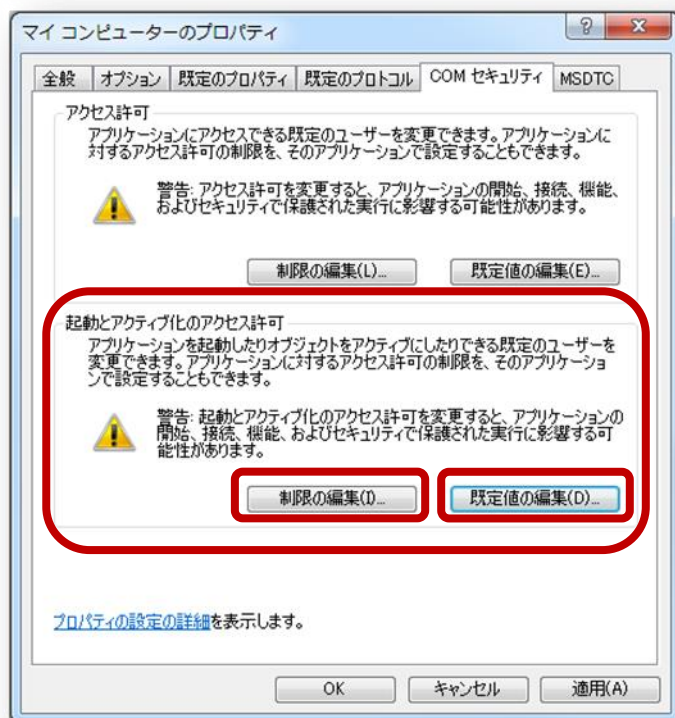 マイ コンピューターのプロパティ
全般
オプション
既定のプロパティ
既定のプロトコル
COM セキュリティ
MSDTC
アクセス許可
アプリケーションにアクセスできる既定のユーザーを変更できます。アプリケーションに
対するアクセス許可の制限を、そのアプリケーションで設定することもできます。
警告: アクセス許可を変更すると、アプリケーションの開始、接続、機能、
およびセキュリティで保護された実行に影響する可能性があります。
制限の編集(L)...
既定値の編集(E)...
起動とアクティブ化のアクセス許可
アプリケーションを起動したりオブジェクトをアクティブにしたりできる既定のユーザーを
変更できます。アプリケーションに対するアクセス許可の制限を、そのアプリケーショ
ンで設定することもできます。
警告: 起動とアクティブ化のアクセス許可を変更すると、アプリケーションの
開始、接続、機能、およびセキュリティで保護された実行に影響する可
能性があります。
制限の編集(I)...
既定値の編集(D)...
プロパティの設定の詳細を表示します。
OK
キャンセル
適用(A)